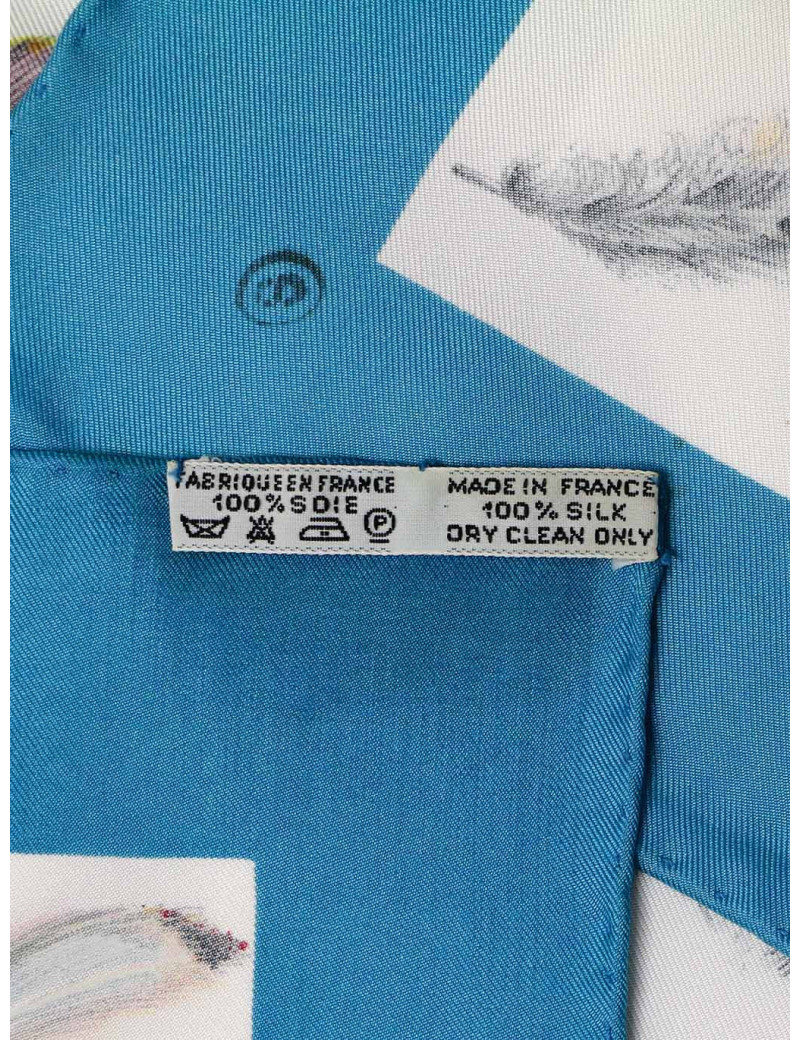 FABRIQUE EN FRANCE
100% SOIE
P
MADE IN FRANCE
100% SILK
DRY CLEAN ONLY
S